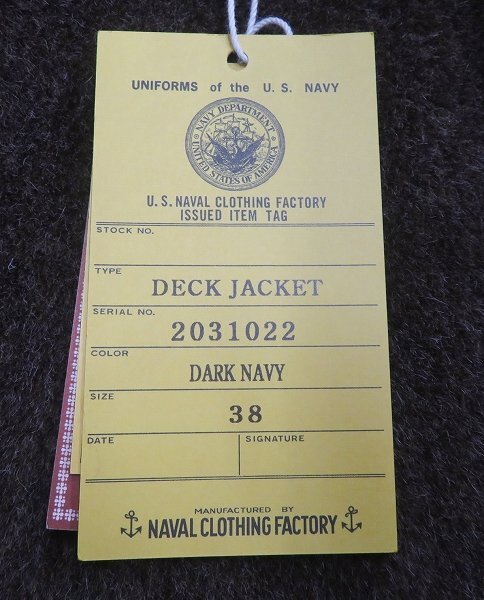 UNIFORMS of the U. S. NAVY
NAVY DEPARTMENT
UNITED STATES OF AMERICA
U. S. NAVAL CLOTHING FACTORY
ISSUED ITEM TAG
STOCK NO.
TYPE
DECK JACKET
SERIAL NO.
2031022
COLOR
DARK NAVY
SIZE
38
DATE SIGNATURE
MANUFACTURED BY
NAVAL CLOTHING FACTORY